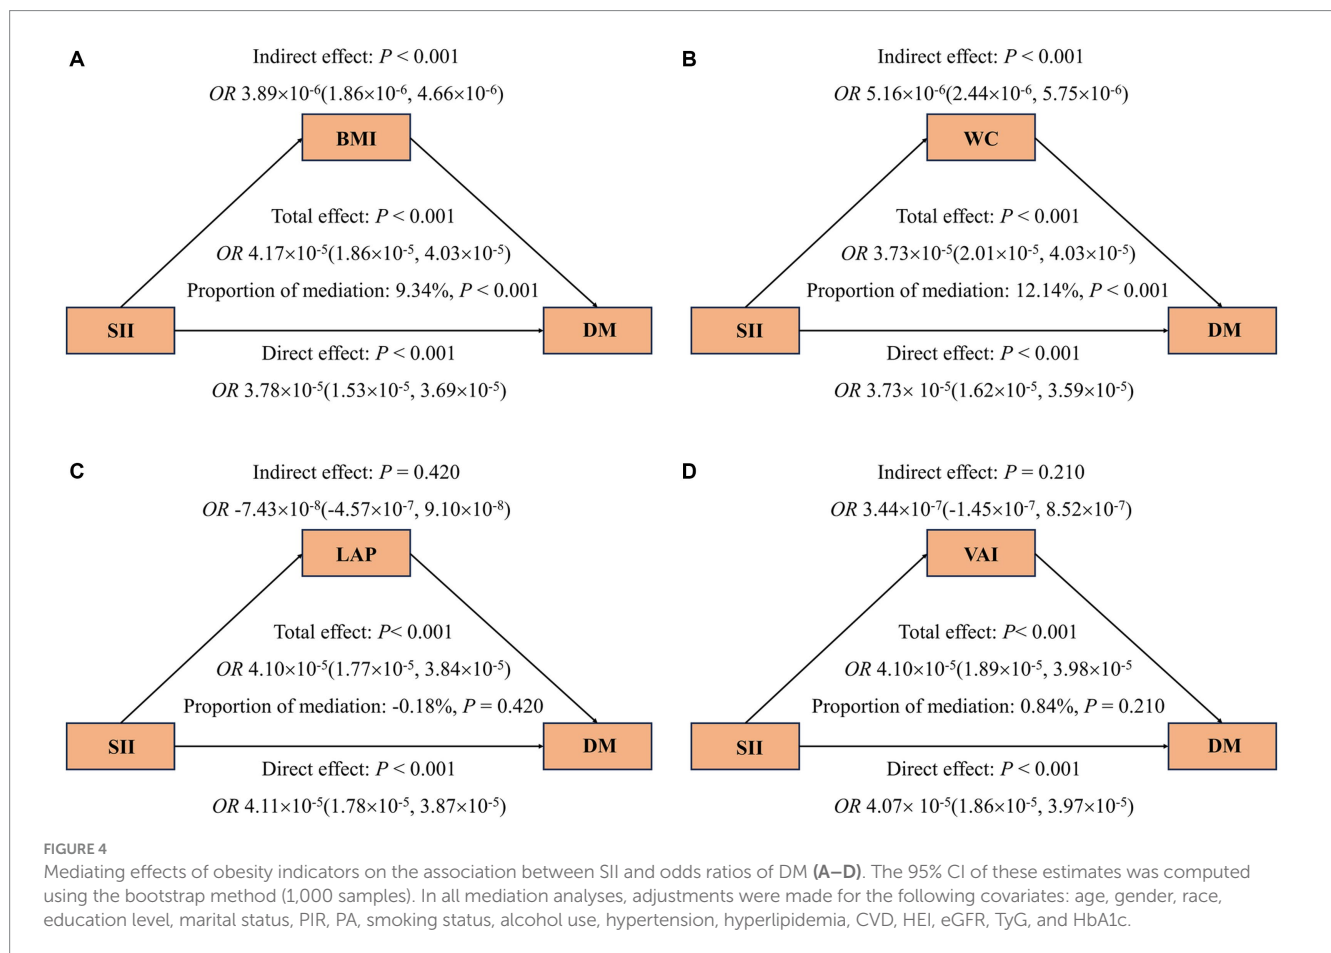 A
Indirect effect: P < 0.001
OR 3.89×10⁻⁶(1.86×10⁻⁶, 4.66×10⁻⁶)
BMI
Total effect: P < 0.001
OR 4.17×10⁻⁵(1.86×10⁻⁵, 4.03×10⁻⁵)
Proportion of mediation: 9.34%, P < 0.001
SII
DM
Direct effect: P < 0.001
OR 3.78×10⁻⁵(1.53×10⁻⁵, 3.69×10⁻⁵)
B
Indirect effect: P < 0.001
OR 5.16×10⁻⁶(2.44×10⁻⁶, 5.75×10⁻⁶)
WC
Total effect: P < 0.001
OR 3.73×10⁻⁵(2.01×10⁻⁵, 4.03×10⁻⁵)
Proportion of mediation: 12.14%, P < 0.001
SII
DM
Direct effect: P < 0.001
OR 3.73× 10⁻⁵(1.62×10⁻⁵, 3.59×10⁻⁵)
C
Indirect effect: P = 0.420
OR -7.43×10⁻⁸(-4.57×10⁻⁷, 9.10×10⁻⁸)
LAP
Total effect: P< 0.001
OR 4.10×10⁻⁵(1.77×10⁻⁵, 3.84×10⁻⁵)
Proportion of mediation: -0.18%, P = 0.420
SII
DM
Direct effect: P < 0.001
OR 4.11×10⁻⁵(1.78×10⁻⁵, 3.87×10⁻⁵)
D
Indirect effect: P = 0.210
OR 3.44×10⁻⁷(-1.45×10⁻⁷, 8.52×10⁻⁷)
VAI
Total effect: P< 0.001
OR 4.10×10⁻⁵(1.89×10⁻⁵, 3.98×10⁻⁵
Proportion of mediation: 0.84%, P = 0.210
SII
DM
Direct effect: P < 0.001
OR 4.07× 10⁻⁵(1.86×10⁻⁵, 3.97×10⁻⁵)
FIGURE 4
Mediating effects of obesity indicators on the association between SII and odds ratios of DM (A–D). The 95% CI of these estimates was computed
using the bootstrap method (1,000 samples). In all mediation analyses, adjustments were made for the following covariates: age, gender, race,
education level, marital status, PIR, PA, smoking status, alcohol use, hypertension, hyperlipidemia, CVD, HEI, eGFR, TyG, and HbA1c.